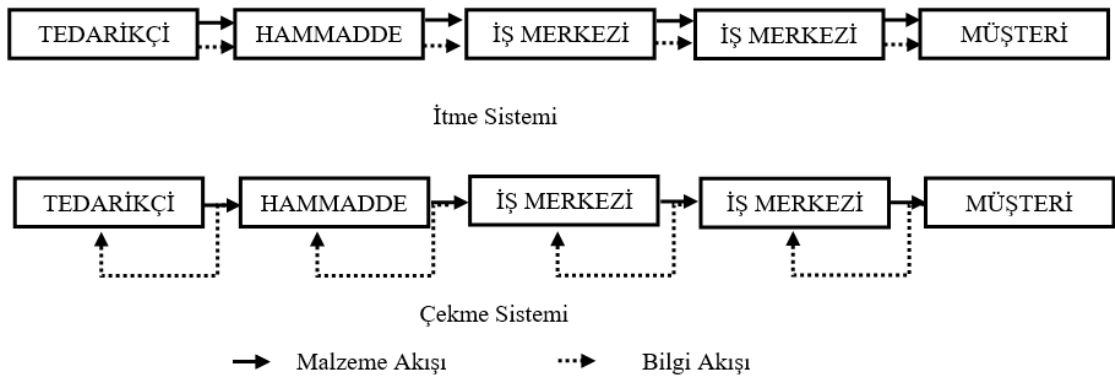 TEDARİKÇİ HAMMADDE İŞ MERKEZİ İŞ MERKEZİ MÜŞTERİ
İtme Sistemi
TEDARİKÇİ HAMMADDE İŞ MERKEZİ İŞ MERKEZİ MÜŞTERİ
Çekme Sistemi
Malzeme Akışı Bilgi Akışı